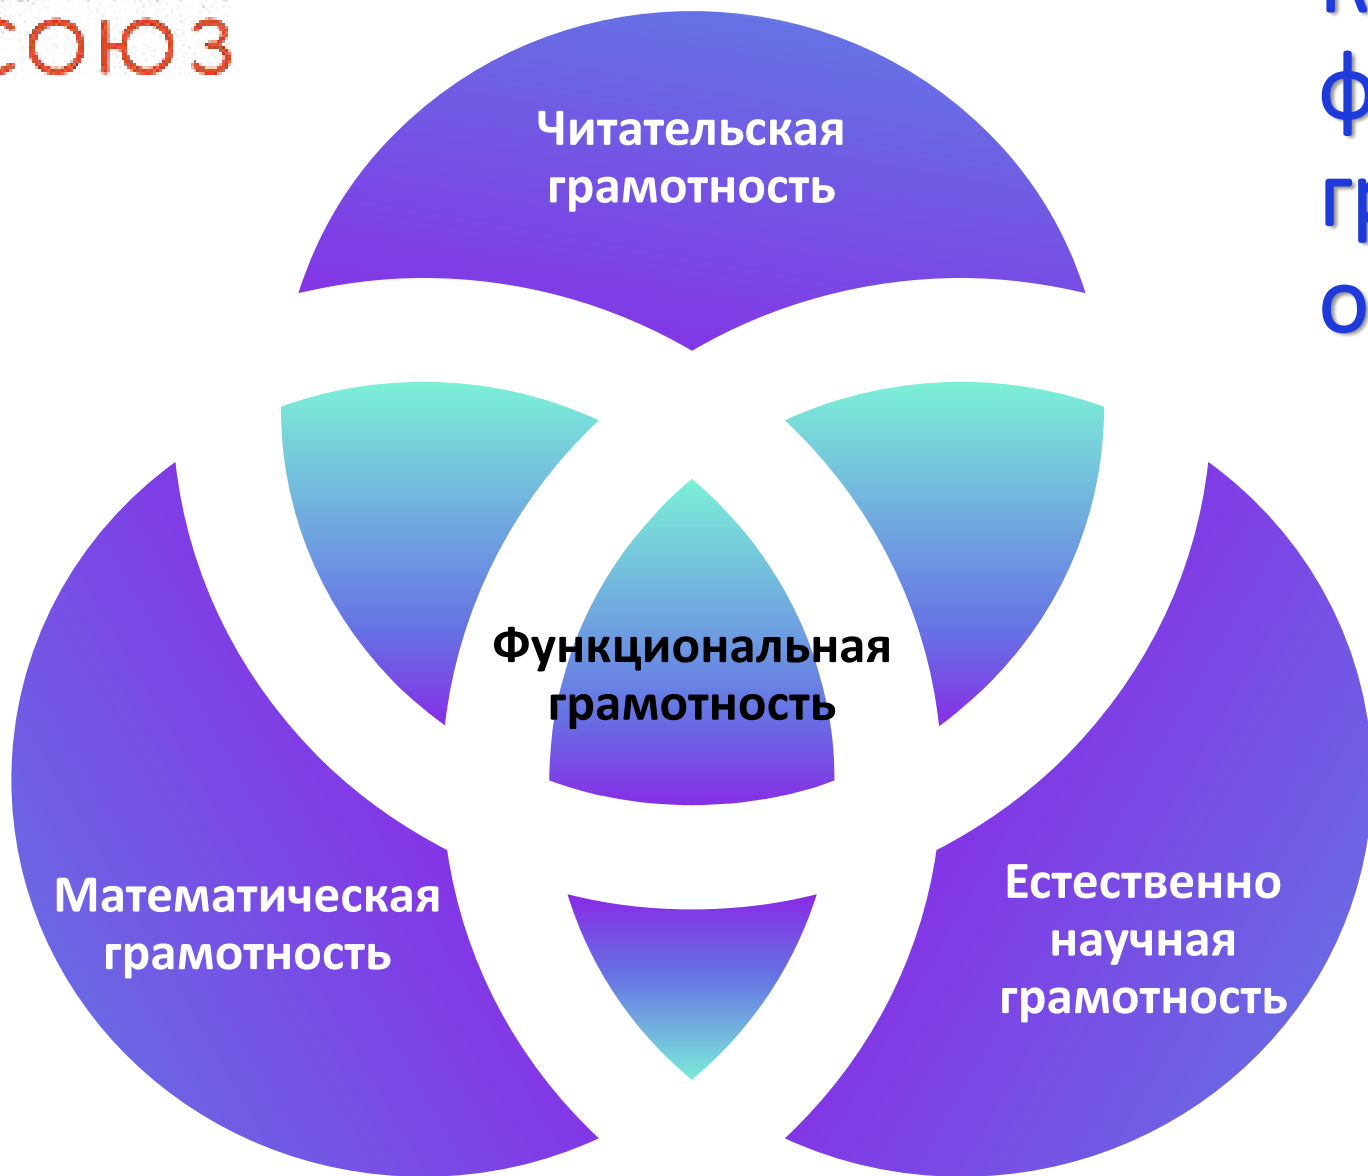 СОЮЗ
Читательская
грамотность
Функциональная
грамотность
Математическая
грамотность
Естественно
научная
грамотность